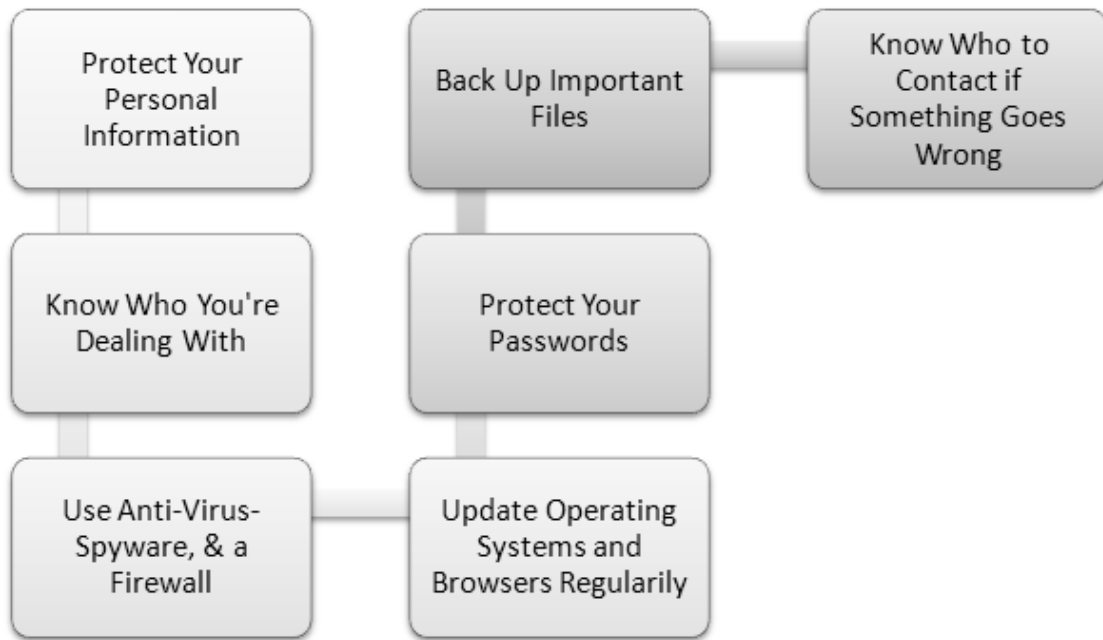 Protect Your
Personal
Information
Know Who You're
Dealing With
Use Anti-Virus-
Spyware, & a
Firewall
Update Operating
Systems and
Browsers Regularily
Protect Your
Passwords
Back Up Important
Files
Know Who to
Contact if
Something Goes
Wrong